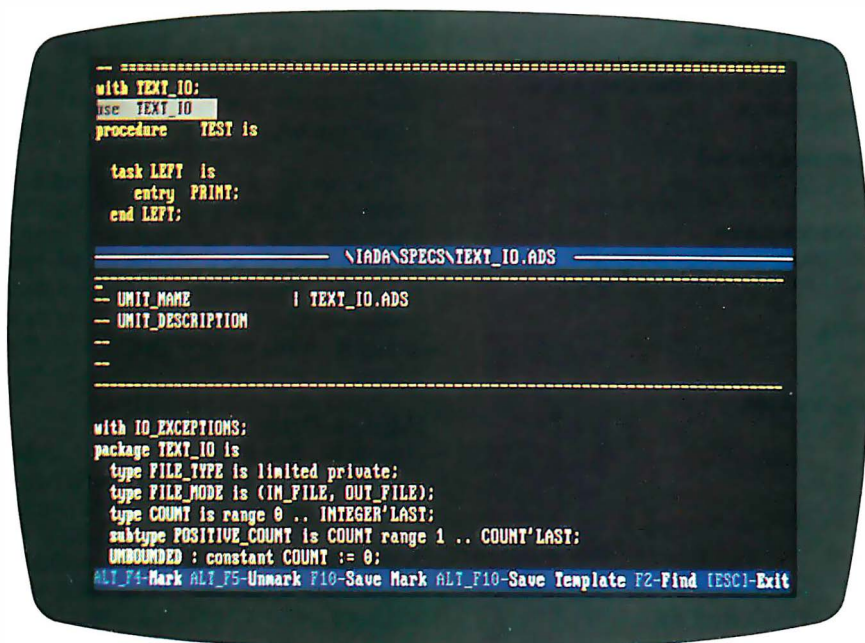 -- ==================================================================================
with TEXT_IO;
use TEXT_IO
procedure TEST is
task LEFT is
entry PRINT;
end LEFT;
\IADA\SPECS\TEXT_IO.ADS
-----------------------------------------------------------------------------------
-- UNIT_NAME | TEXT_IO.ADS
-- UNIT_DESCRIPTION
--
--
-----------------------------------------------------------------------------------
with IO_EXCEPTIONS;
package TEXT_IO is
type FILE_TYPE is limited private;
type FILE_MODE is (IN_FILE, OUT_FILE);
type COUNT is range 0 .. INTEGER'LAST;
subtype POSITIVE_COUNT is COUNT range 1 .. COUNT'LAST;
UNBOUNDED : constant COUNT := 0;
ALT_F4-Mark ALT_F5-Unmark F10-Save Mark ALT_F10-Save Template F2-Find [ESC]-Exit